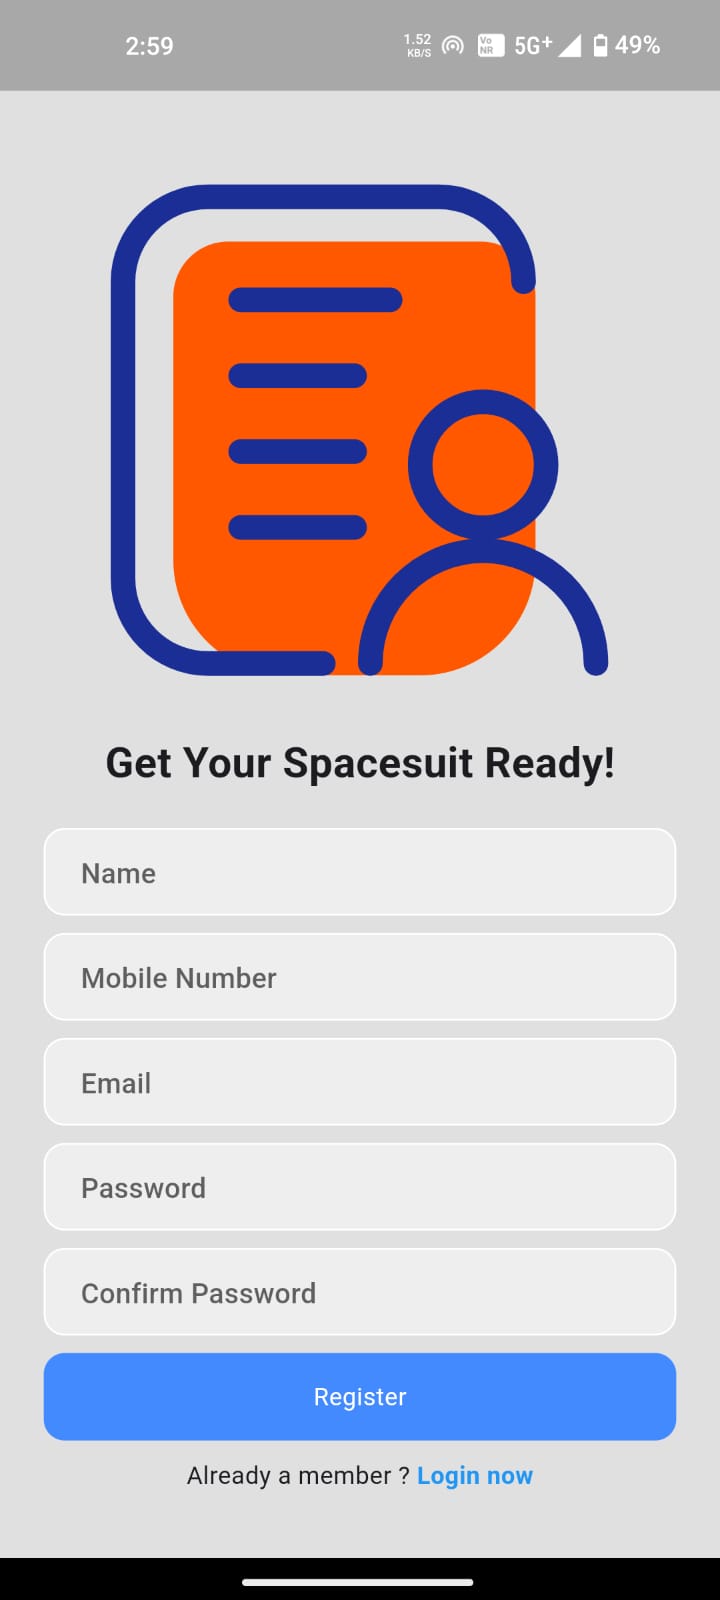 2:59 1.52 KB/S Vo NR 5G+ 49%
Get Your Spacesuit Ready!
Name
Mobile Number
Email
Password
Confirm Password
Register
Already a member ? Login now